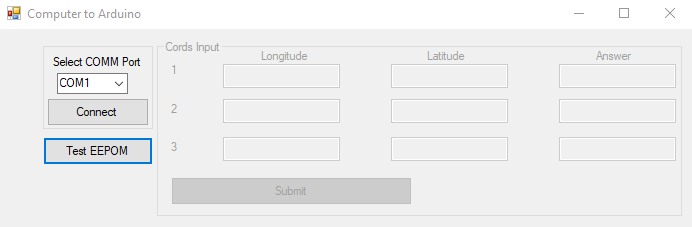 Computer to Arduino
Select COMM Port
COM1
Connect
Test EEPOM
Cords Input
Longitude Latitude Answer
1
2
3
Submit